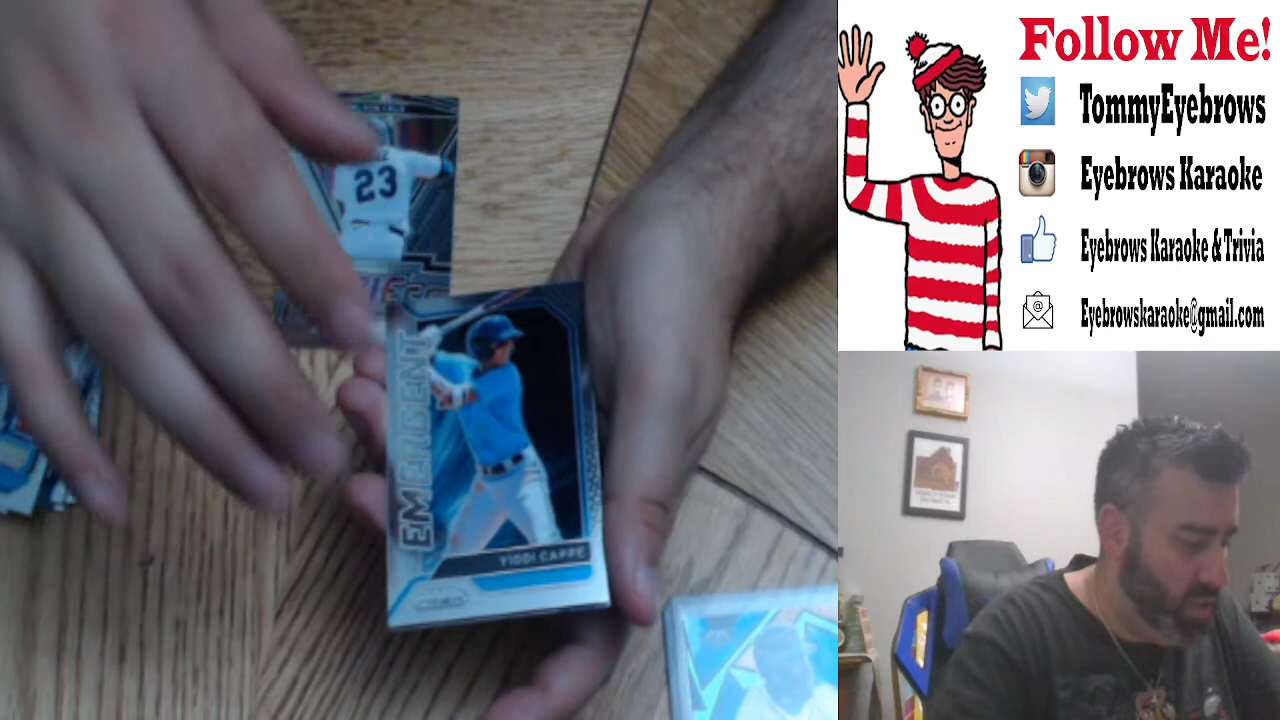 23
EMERGENT
YIDDI CAPPE
Follow Me!
TommyEyebrows
Eyebrows Karaoke
Eyebrows Karaoke & Trivia
Eyebrowskaraoke@gmail.com